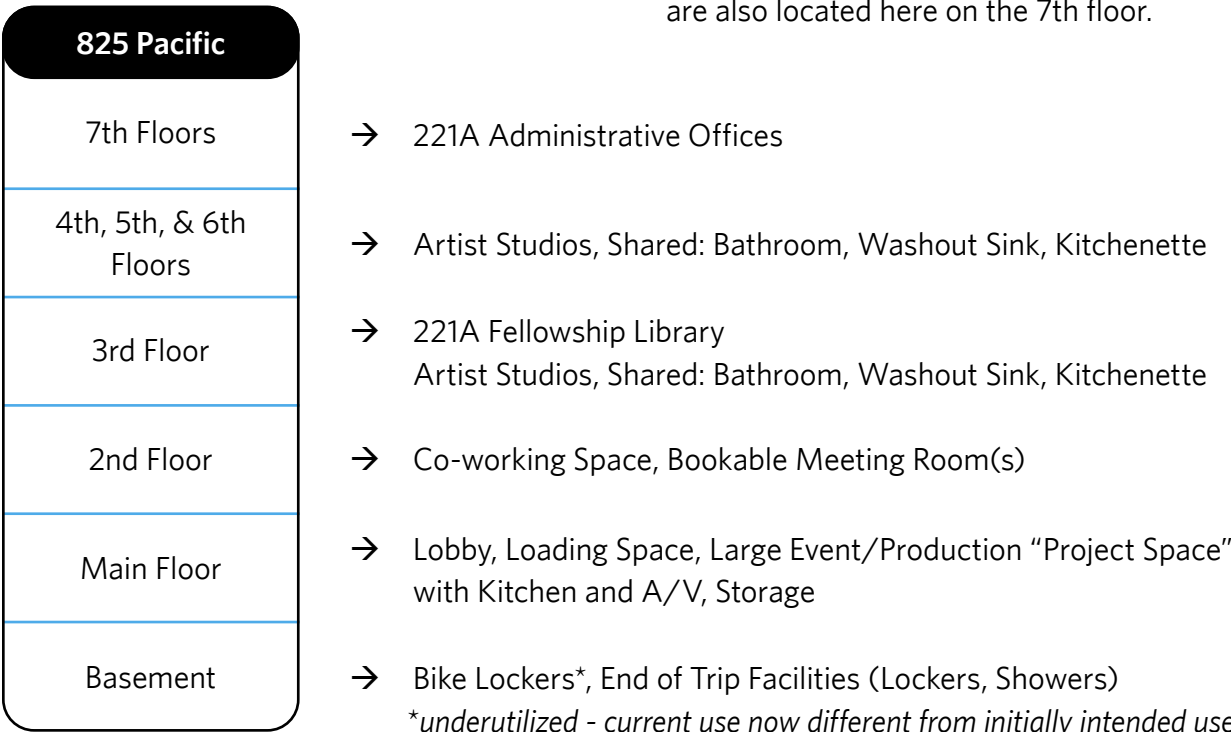 are also located here on the 7th floor.
825 Pacific
7th Floors
→ 221A Administrative Offices
4th, 5th, & 6th
Floors
→ Artist Studios, Shared: Bathroom, Washout Sink, Kitchenette
3rd Floor
→ 221A Fellowship Library
Artist Studios, Shared: Bathroom, Washout Sink, Kitchenette
2nd Floor
→ Co-working Space, Bookable Meeting Room(s)
Main Floor
→ Lobby, Loading Space, Large Event/Production “Project Space”
with Kitchen and A/V, Storage
Basement
→ Bike Lockers*, End of Trip Facilities (Lockers, Showers)
*underutilized - current use now different from initially intended use